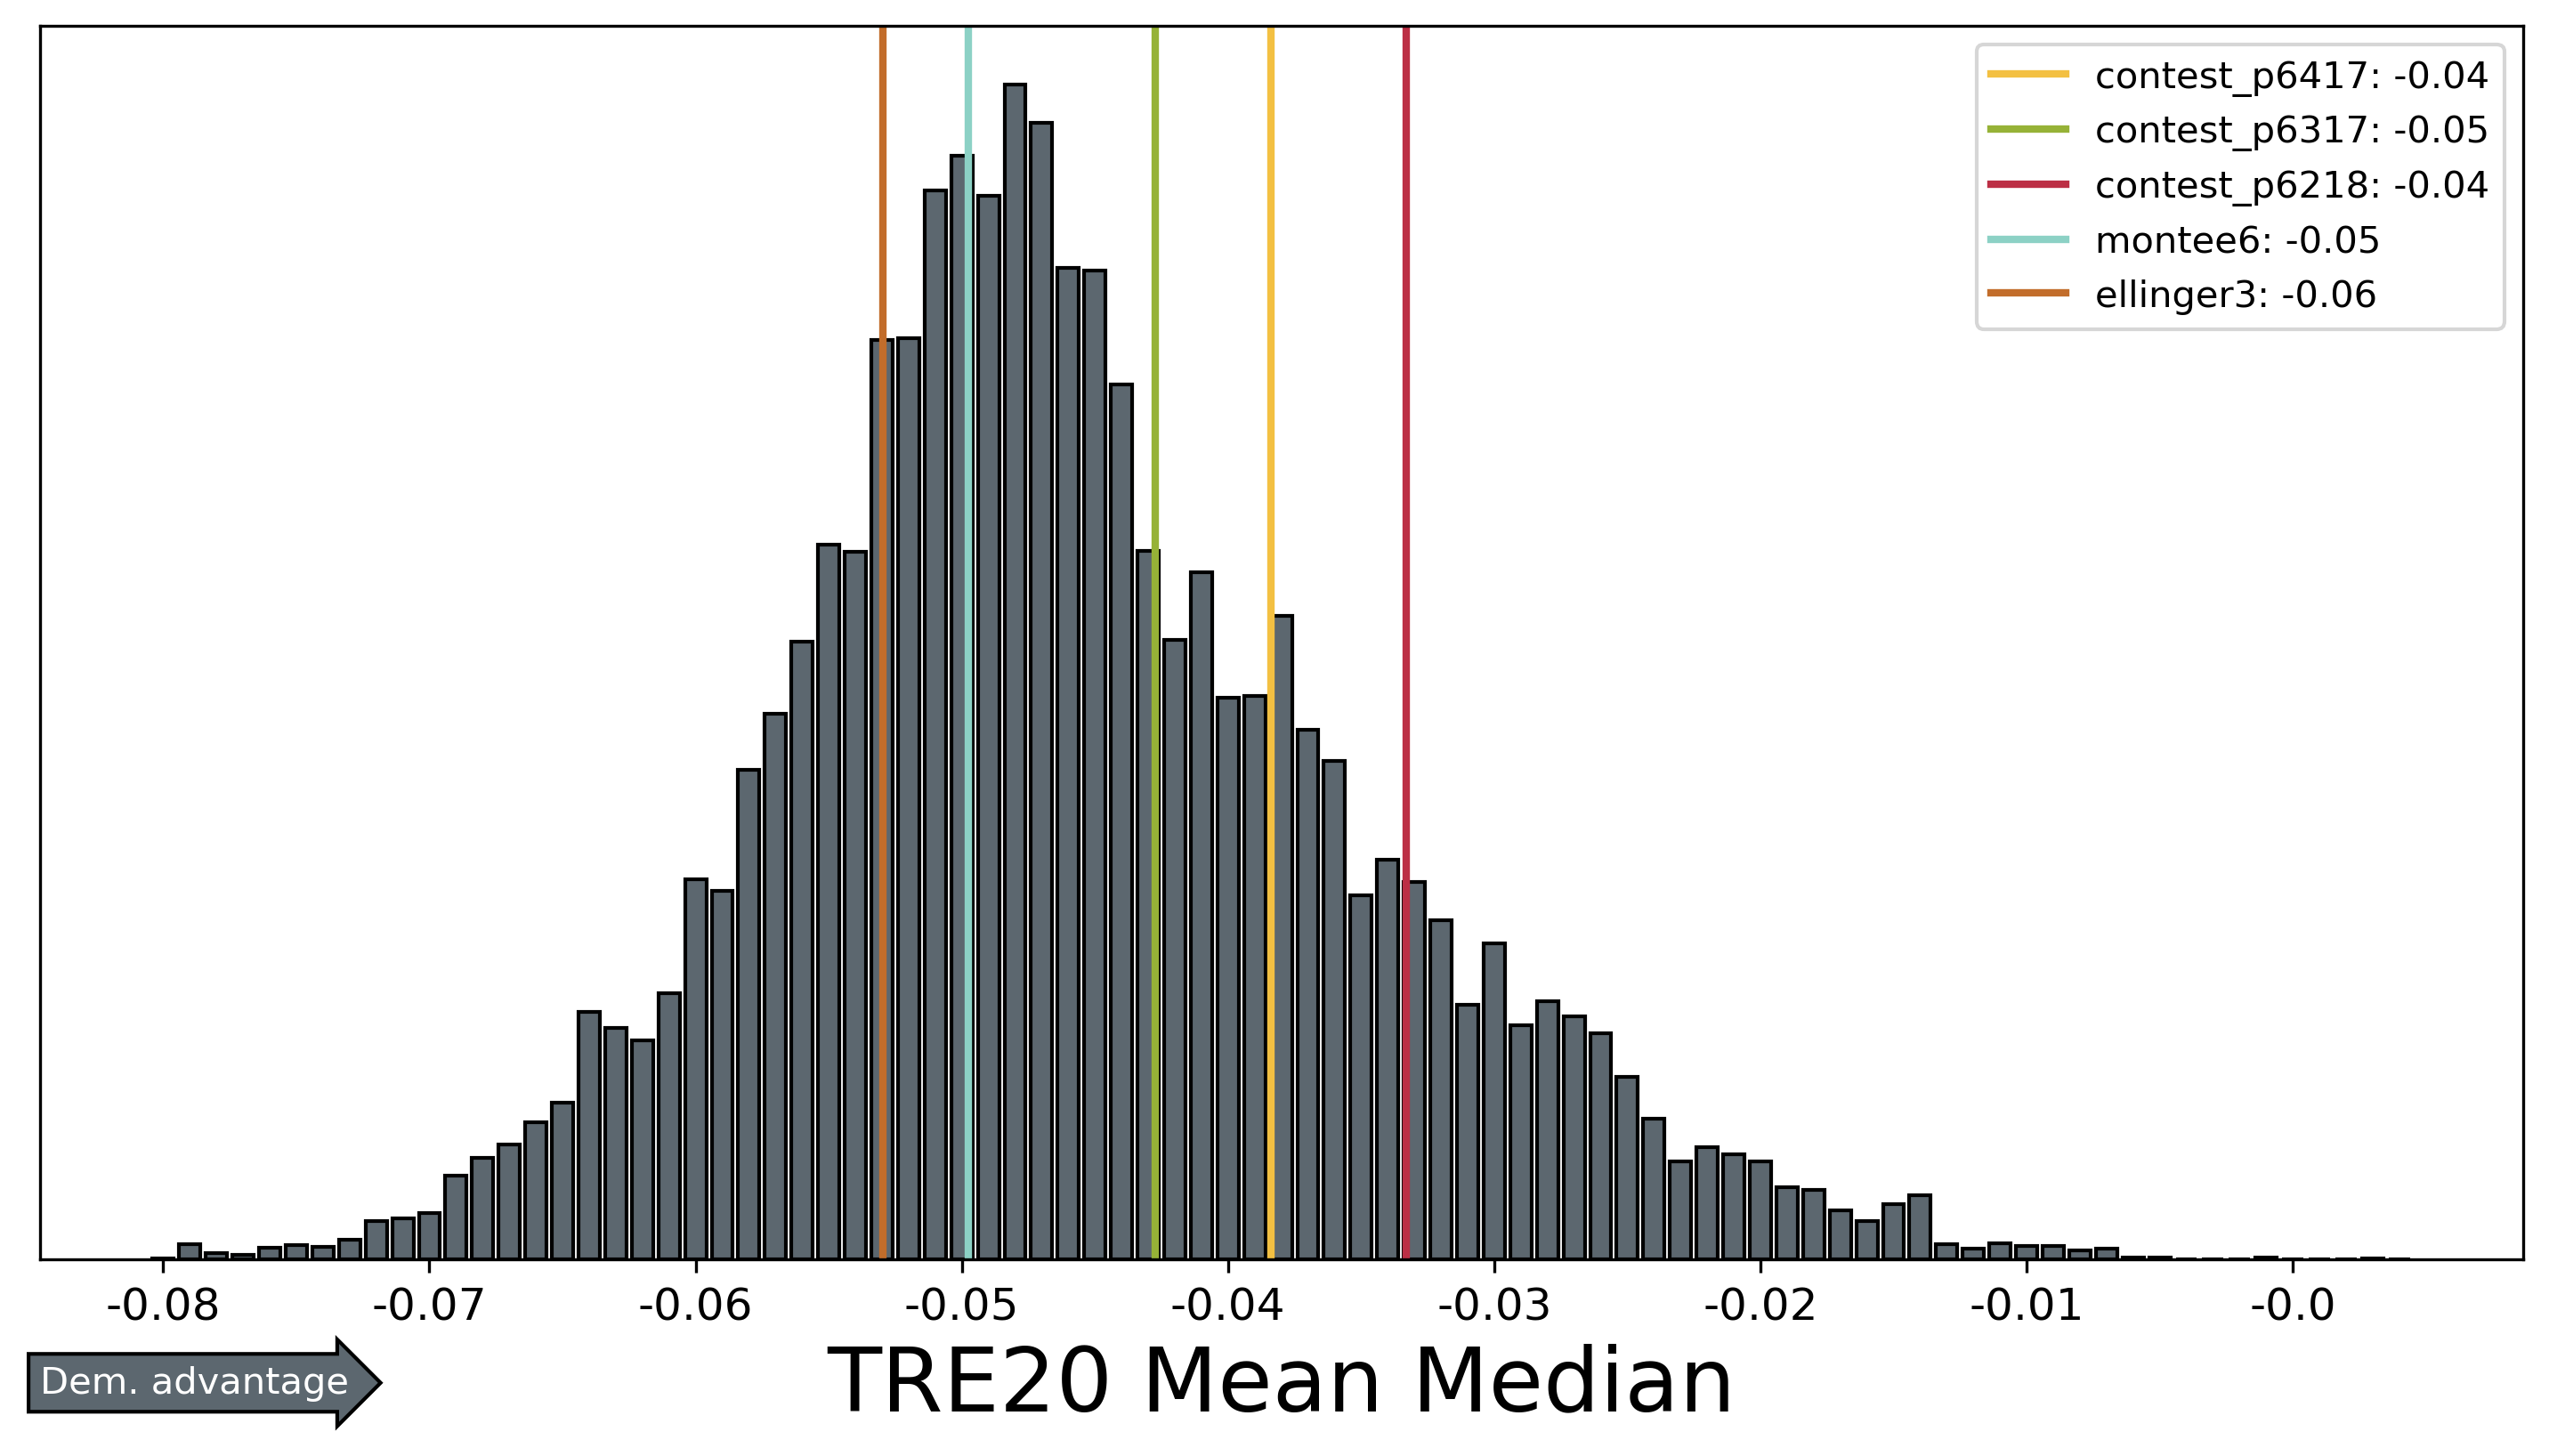 contest_p6417: -0.04
contest_p6317: -0.05
contest_p6218: -0.04
montee6: -0.05
ellinger3: -0.06
-0.08 -0.07 -0.06 -0.05 -0.04 -0.03 -0.02 -0.01 -0.0
Dem. advantage
TRE20 Mean Median